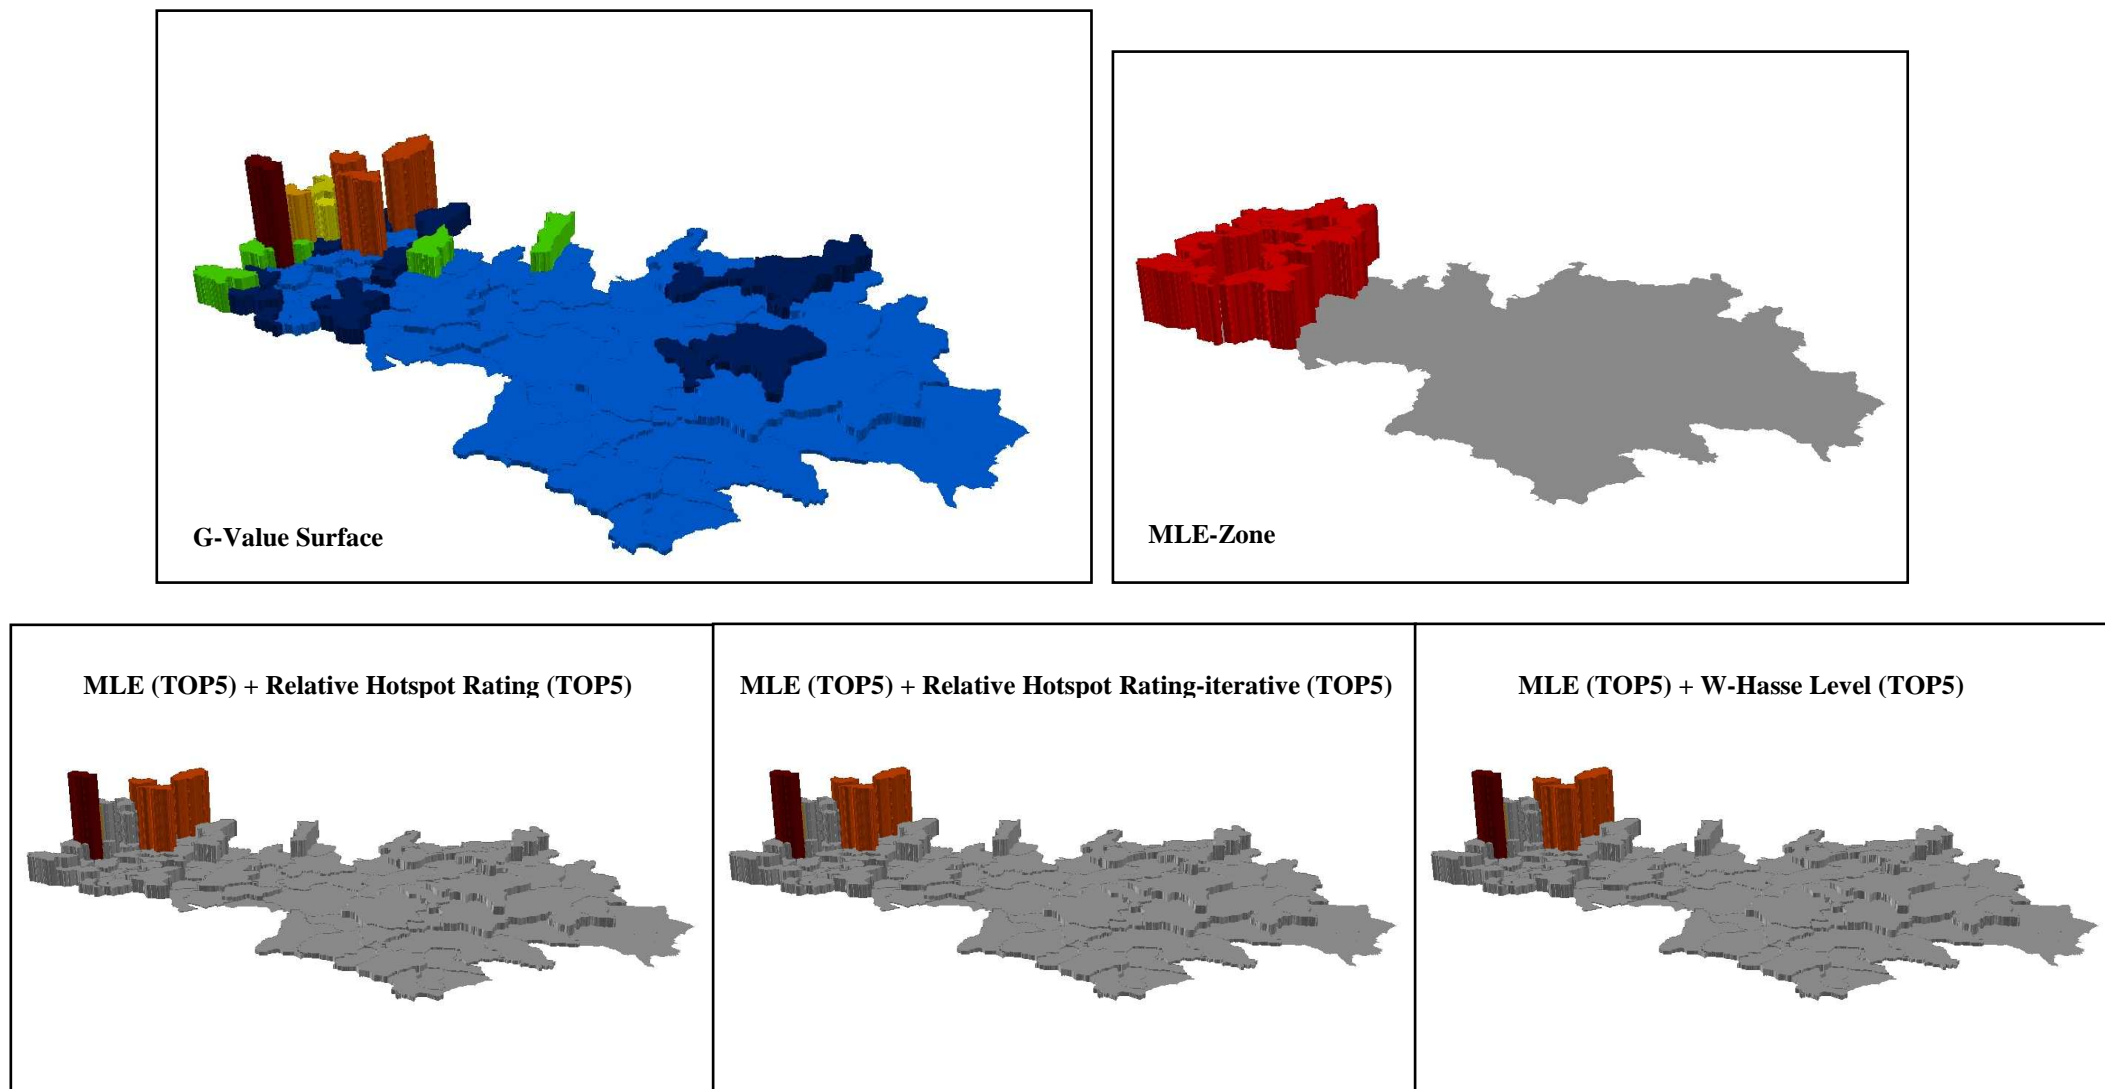 G-Value Surface
MLE-Zone
MLE (TOP5) + Relative Hotspot Rating (TOP5)
MLE (TOP5) + Relative Hotspot Rating-iterative (TOP5)
MLE (TOP5) + W-Hasse Level (TOP5)